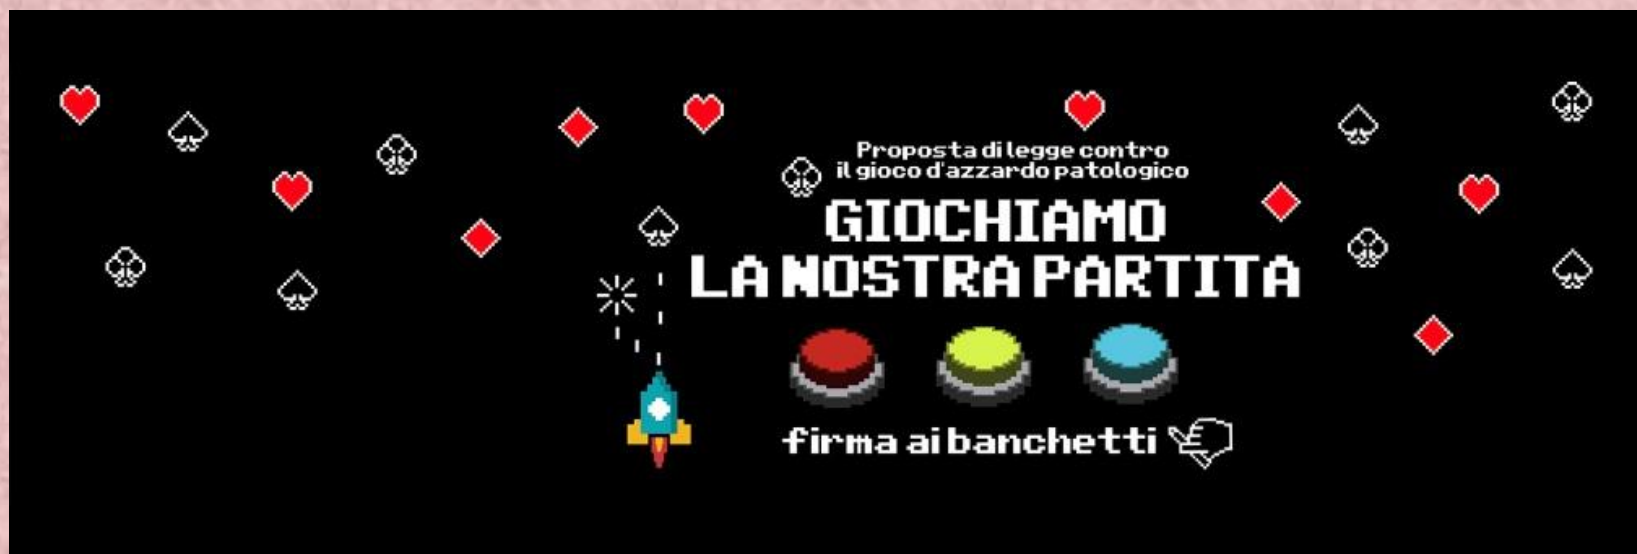 Proposta di legge contro
il gioco d'azzardo patologico
GIOCHIAMO
LA NOSTRA PARTITA
firma ai banchetti